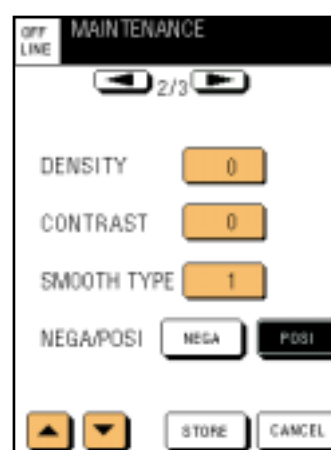 OFF LINE MAINTENANCE
2/3
DENSITY 0
CONTRAST 0
SMOOTH TYPE 1
NEGA/POSI NEGA POSI
STORE CANCEL